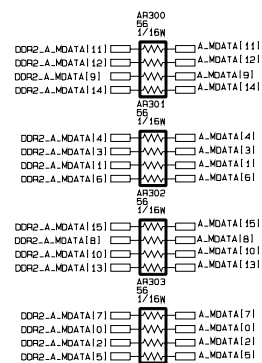 AR300
56
1/16W
DDR2_A_MDATA[11] A_MDATA[11]
DDR2_A_MDATA[12] A_MDATA[12]
DDR2_A_MDATA[9] A_MDATA[9]
DDR2_A_MDATA[14] A_MDATA[14]
AR301
56
1/16W
DDR2_A_MDATA[4] A_MDATA[4]
DDR2_A_MDATA[3] A_MDATA[3]
DDR2_A_MDATA[1] A_MDATA[1]
DDR2_A_MDATA[6] A_MDATA[6]
AR302
56
1/16W
DDR2_A_MDATA[15] A_MDATA[15]
DDR2_A_MDATA[8] A_MDATA[8]
DDR2_A_MDATA[10] A_MDATA[10]
DDR2_A_MDATA[13] A_MDATA[13]
AR303
56
1/16W
DDR2_A_MDATA[7] A_MDATA[7]
DDR2_A_MDATA[0] A_MDATA[0]
DDR2_A_MDATA[2] A_MDATA[2]
DDR2_A_MDATA[5] A_MDATA[5]